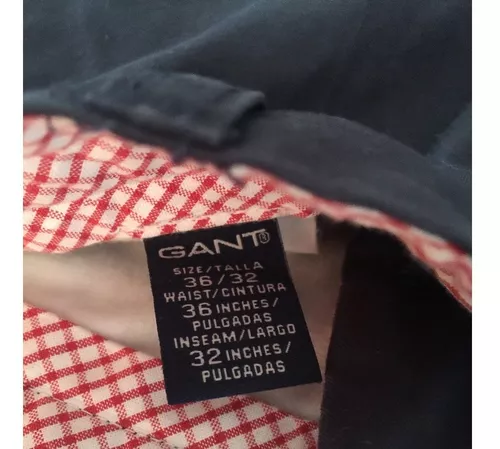 GANT®
SIZE/TALLA
36/32
WAIST/CINTURA
36 INCHES/
PULGADAS
INSEAM/LARGO
32 INCHES/
PULGADAS